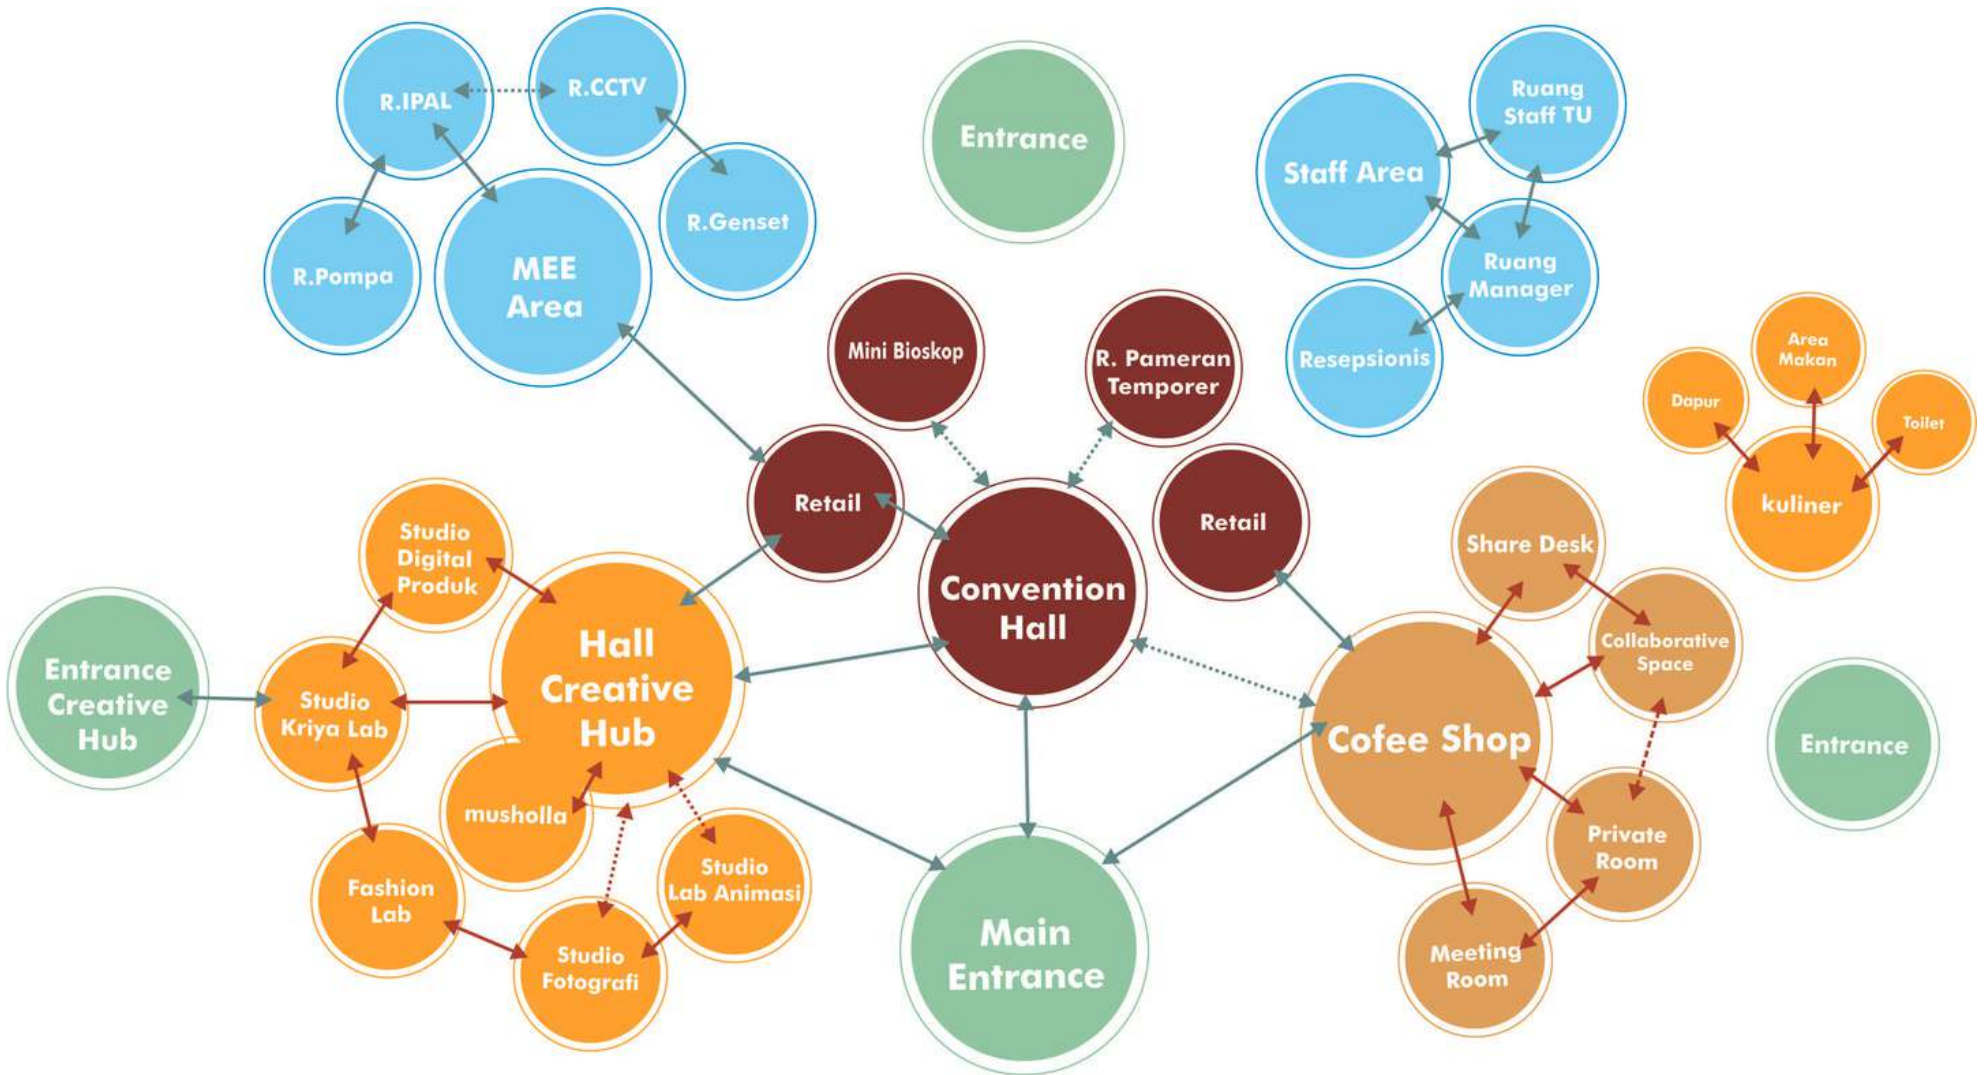 R.IPAL
R.CCTV
R.Pompa
MEE
Area
R.Genset
Entrance
Staff Area
Ruang
Staff TU
Ruang
Manager
Resepsionis
Mini Bioskop
R. Pameran
Temporer
Retail
Convention
Hall
Retail
Area
Makan
Dapur
Toilet
kuliner
Share Desk
Collaborative
Space
Cofee Shop
Private
Room
Meeting
Room
Entrance
Studio
Digital
Produk
Hall
Creative
Hub
Entrance
Creative
Hub
Studio
Kriya Lab
musholla
Fashion
Lab
Studio
Fotografi
Studio
Lab Animasi
Main
Entrance